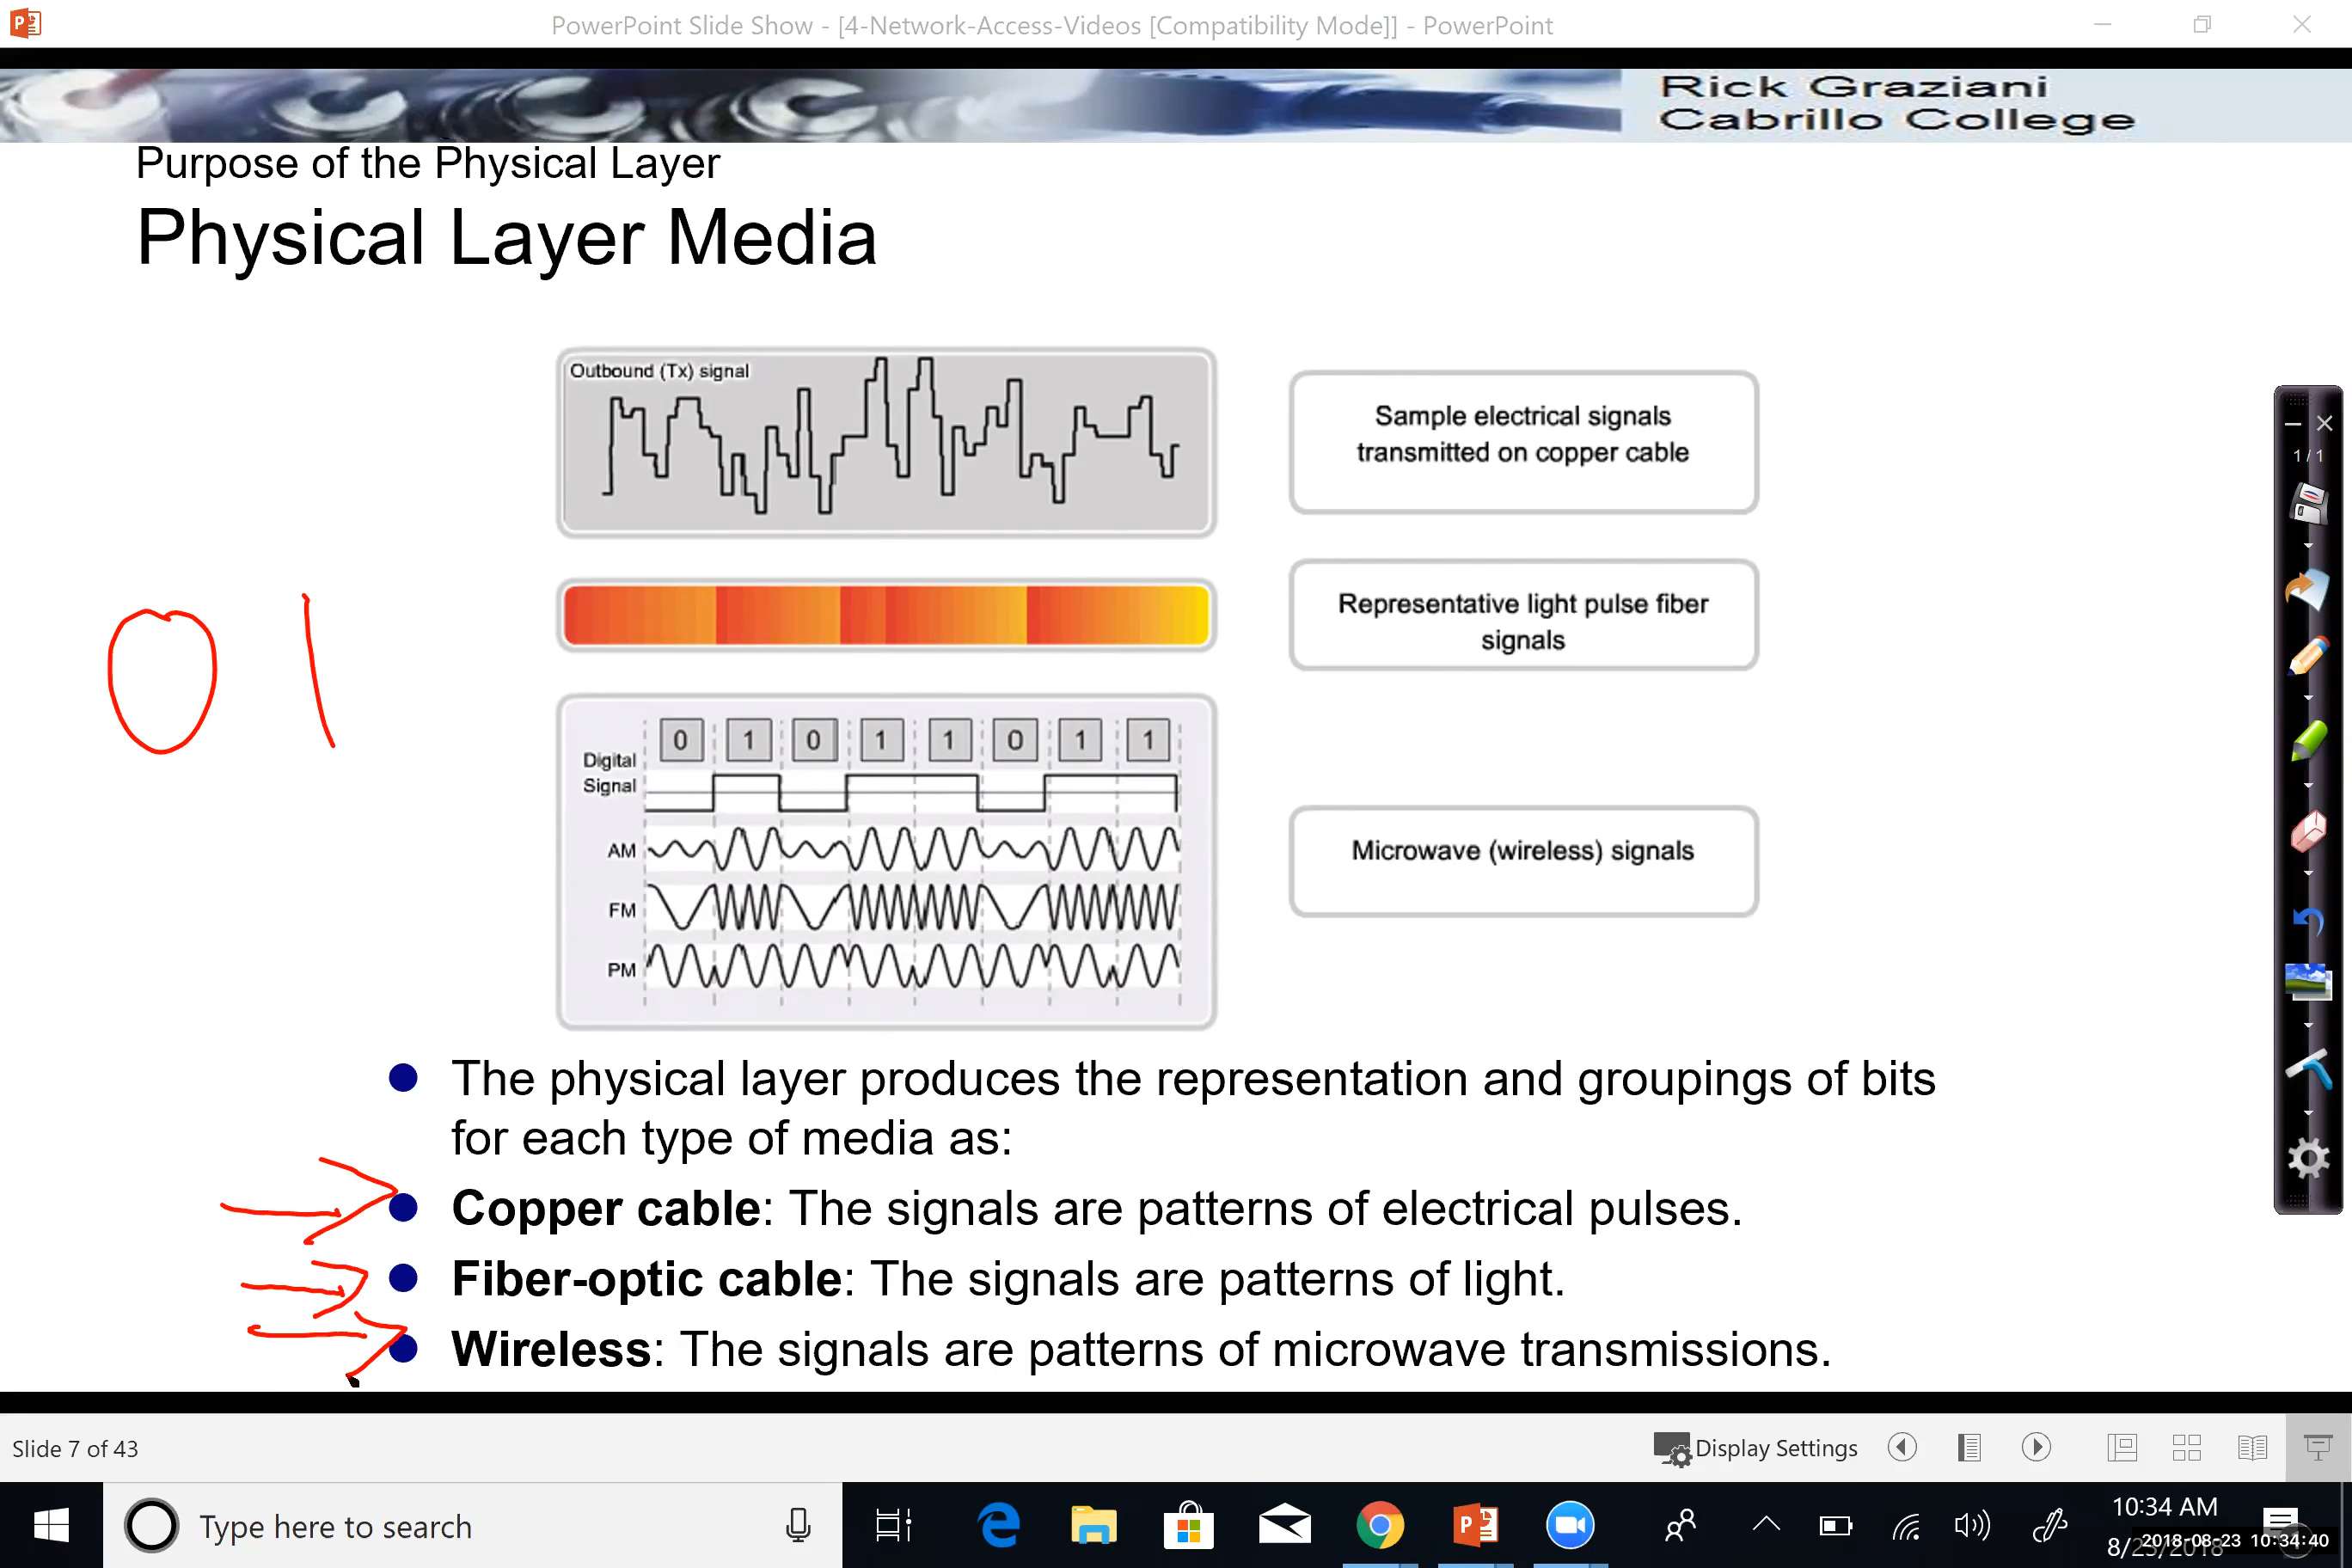 PowerPoint Slide Show - [4-Network-Access-Videos [Compatibility Mode]] - PowerPoint
Rick Graziani
Cabrillo College
Purpose of the Physical Layer
Physical Layer Media
Outbound (Tx) signal
Sample electrical signals
transmitted on copper cable
Representative light pulse fiber
signals
0 1
0 1 0 1 1 0 1 1
Digital
Signal
AM
FM
PM
Microwave (wireless) signals
The physical layer produces the representation and groupings of bits
for each type of media as:
Copper cable: The signals are patterns of electrical pulses.
Fiber-optic cable: The signals are patterns of light.
Wireless: The signals are patterns of microwave transmissions.
1 / 1
Slide 7 of 43
Display Settings
Type here to search
10:34 AM
8/23/2018
2018-08-23 10:34:40